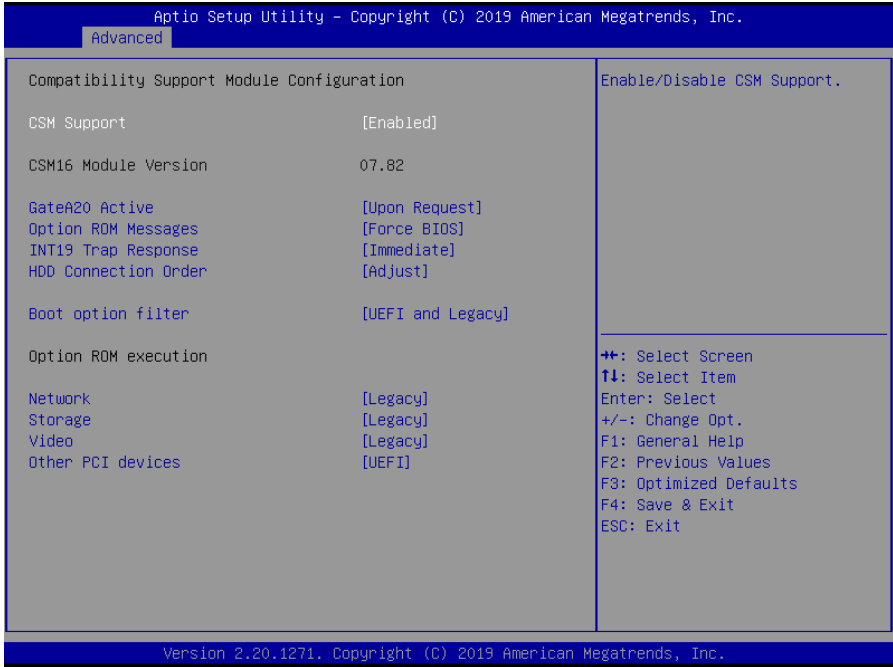 Aptio Setup Utility – Copyright (C) 2019 American Megatrends, Inc.
Advanced
Compatibility Support Module Configuration
CSM Support [Enabled]
CSM16 Module Version 07.82
GateA20 Active [Upon Request]
Option ROM Messages [Force BIOS]
INT19 Trap Response [Immediate]
HDD Connection Order [Adjust]
Boot option filter [UEFI and Legacy]
Option ROM execution
Network [Legacy]
Storage [Legacy]
Video [Legacy]
Other PCI devices [UEFI]
Enable/Disable CSM Support.
→←: Select Screen
↑↓: Select Item
Enter: Select
+/-: Change Opt.
F1: General Help
F2: Previous Values
F3: Optimized Defaults
F4: Save & Exit
ESC: Exit
Version 2.20.1271. Copyright (C) 2019 American Megatrends, Inc.